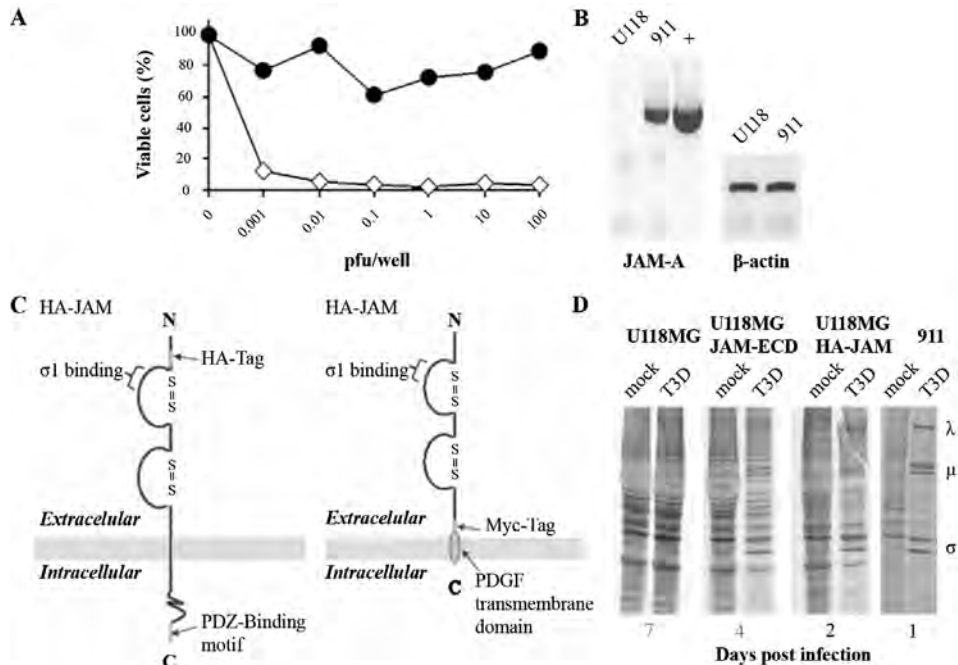 A
Viable cells (%)
100
80
60
40
20
0
0
0.001
0.01
0.1
1
10
100
pfu/well
B
U118
911
+
U118
911
JAM-A
β-actin
C
HA-JAM
N
HA-Tag
σ1 binding
S=S
S=S
Extracelular
Intracellular
PDZ-Binding
motif
C
HA-JAM
N
σ1 binding
S=S
S=S
Extracelular
Myc-Tag
Intracellular
C
PDGF
transmembrane
domain
D
U118MG
U118MG
JAM-ECD
U118MG
HA-JAM
911
mock
T3D
mock
T3D
mock
T3D
mock
T3D
λ
μ
σ
7
4
2
1
Days post infection